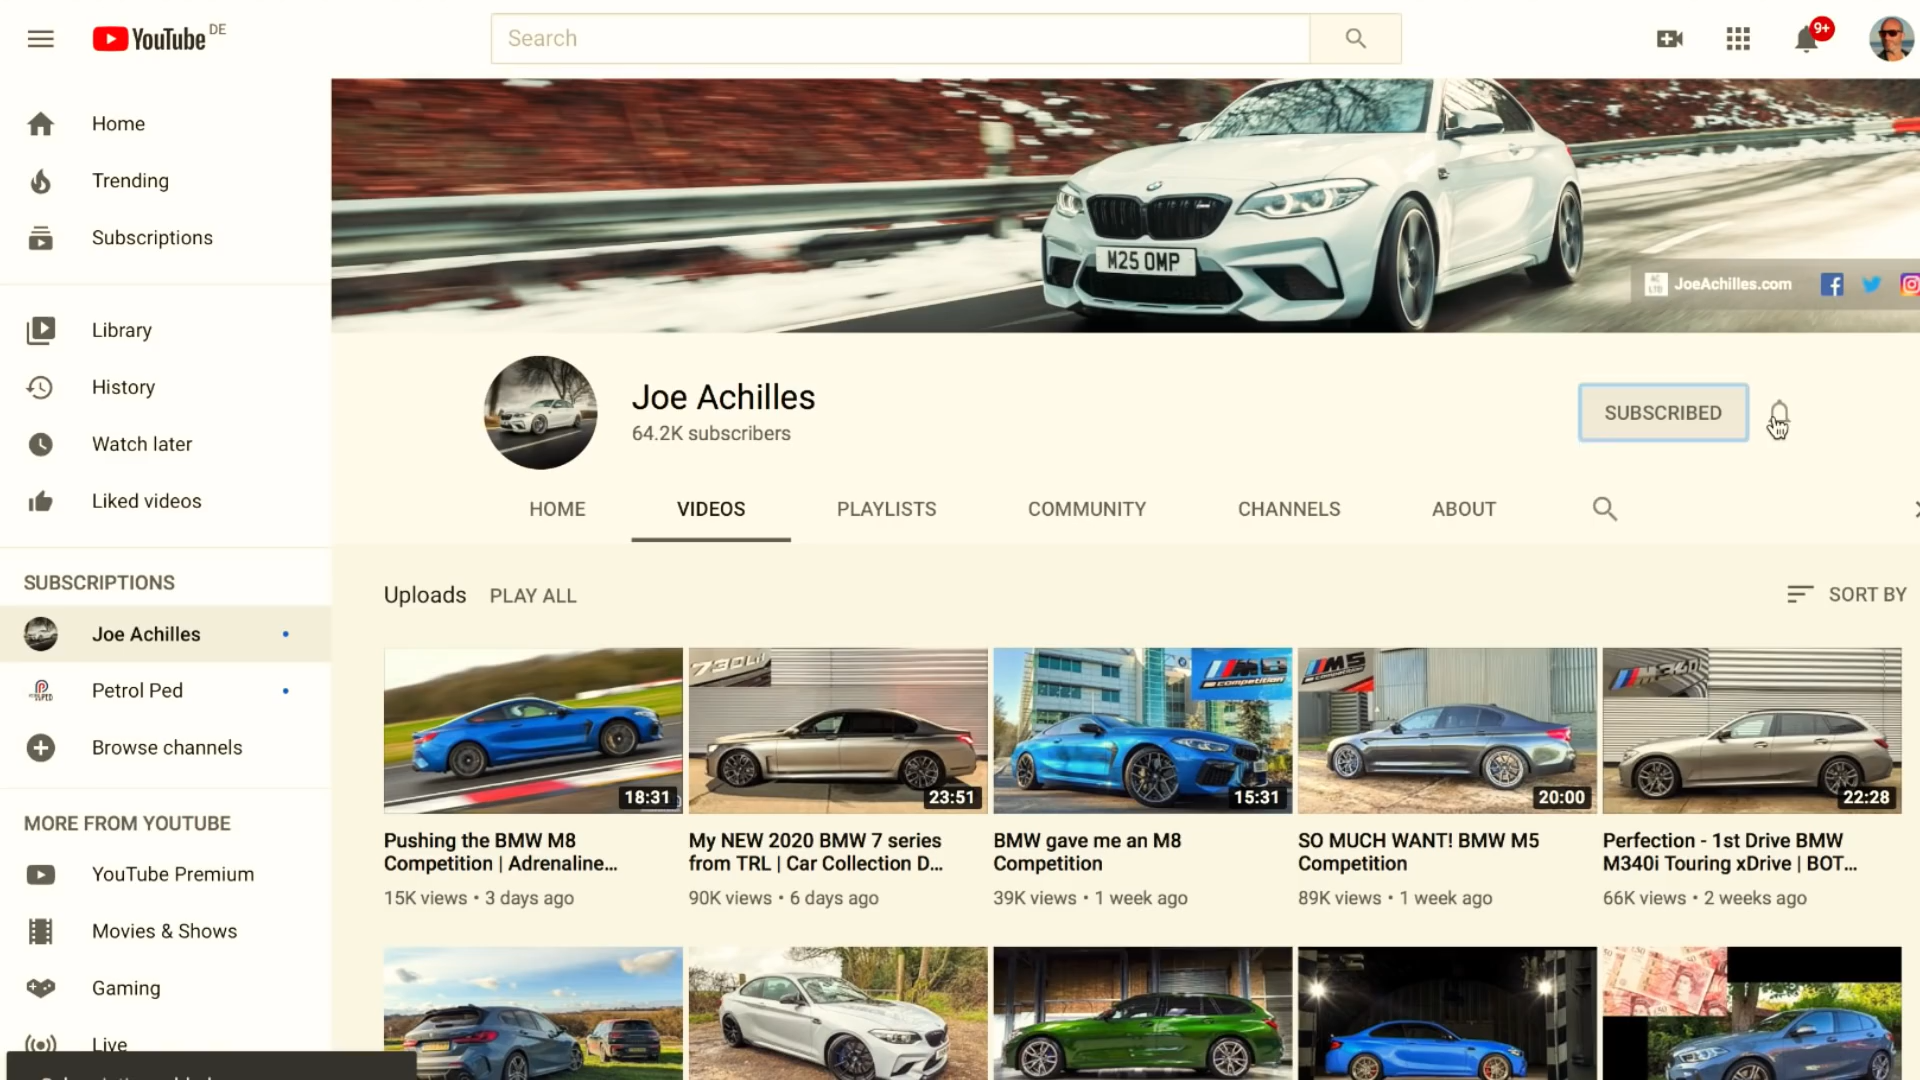 YouTube DE
Search
9+
Home
Trending
Subscriptions
Library
History
Watch later
Liked videos
SUBSCRIPTIONS
Joe Achilles
Petrol Ped
Browse channels
MORE FROM YOUTUBE
YouTube Premium
Movies & Shows
Gaming
Live
M25 OMP
JoeAchilles.com
Joe Achilles
64.2K subscribers
SUBSCRIBED
HOME
VIDEOS
PLAYLISTS
COMMUNITY
CHANNELS
ABOUT
Uploads
PLAY ALL
SORT BY
18:31
Pushing the BMW M8
Competition | Adrenaline...
15K views • 3 days ago
730Ld
23:51
My NEW 2020 BMW 7 series
from TRL | Car Collection D...
90K views • 6 days ago
M8
competition
15:31
BMW gave me an M8
Competition
39K views • 1 week ago
M5
competition
20:00
SO MUCH WANT! BMW M5
Competition
89K views • 1 week ago
M340i
22:28
Perfection - 1st Drive BMW
M340i Touring xDrive | BOT...
66K views • 2 weeks ago